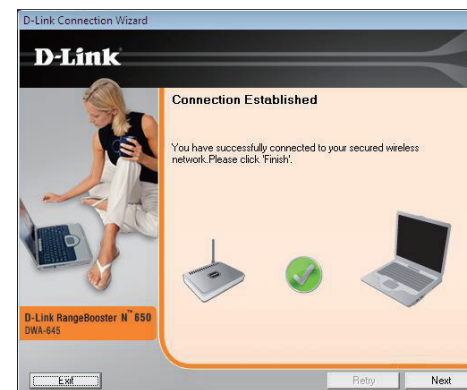 D-Link Connection Wizard
D-Link
Connection Established
You have successfully connected to your secured wireless
network.Please click 'Finish'.
D-Link RangeBooster N™ 650
DWA-645
Exit
Retry
Next